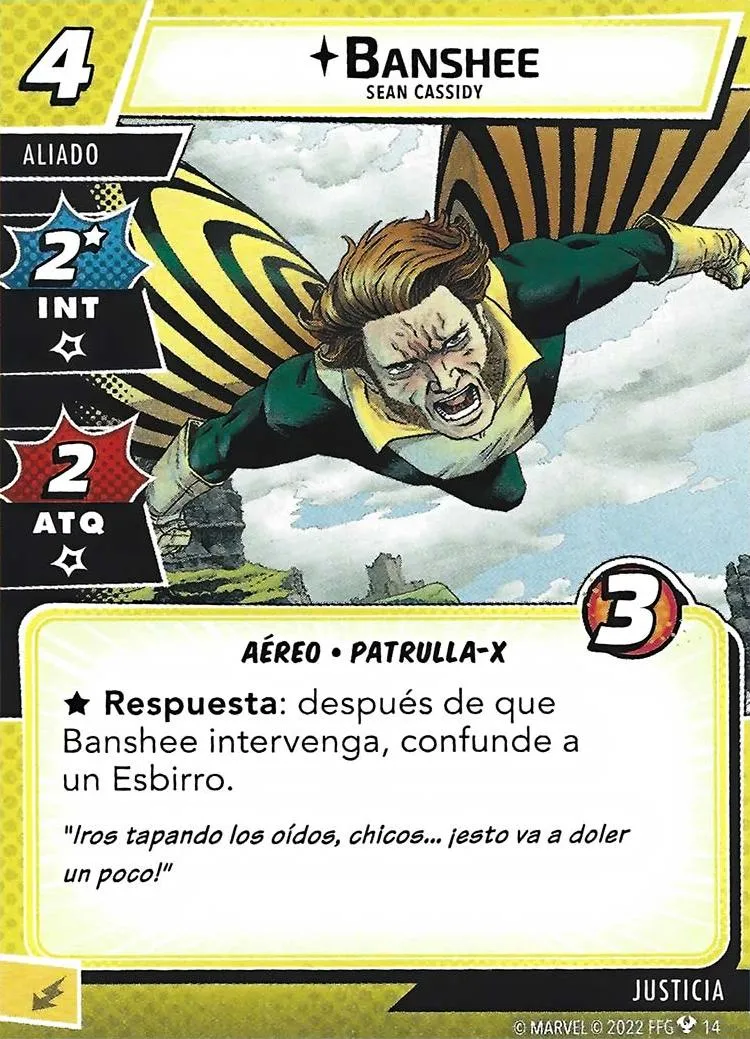 4
BANSHEE
SEAN CASSIDY
ALIADO
2
INT
2
ATQ
3
AÉREO • PATRULLA-X
★ Respuesta: después de que
Banshee intervenga, confunde a
un Esbirro.
"Iros tapando los oídos, chicos... ¡esto va a doler
un poco!"
JUSTICIA
© MARVEL © 2022 FFG 14